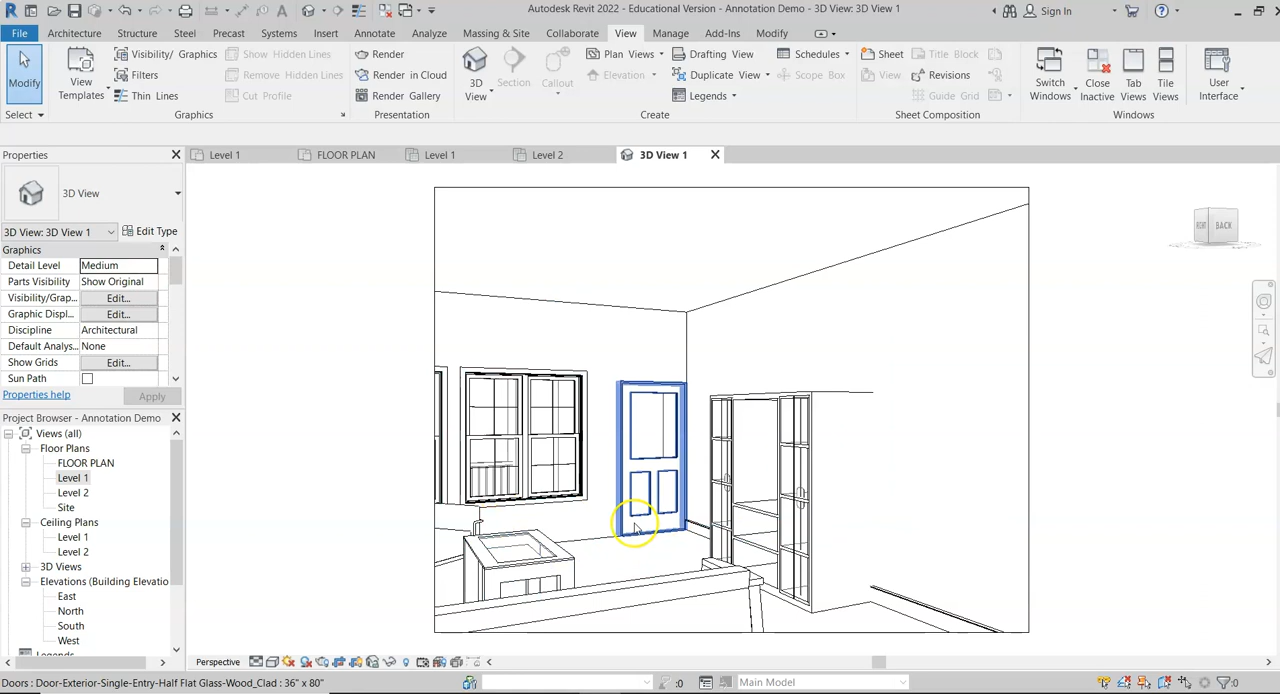 Autodesk Revit 2022 - Educational Version - Annotation Demo - 3D View: 3D View 1
Sign In
File Architecture Structure Steel Precast Systems Insert Annotate Analyze Massing & Site Collaborate View Manage Add-Ins Modify
Modify
Select
View
Templates
Visibility/ Graphics
Filters
Thin Lines
Show Hidden Lines
Remove Hidden Lines
Cut Profile
Graphics
Render
Render in Cloud
Render Gallery
Presentation
3D
View
Section
Callout
Plan Views
Elevation
Drafting View
Duplicate View
Legends
Schedules
Scope Box
Create
Sheet
View
Title Block
Revisions
Guide Grid
Sheet Composition
Switch
Windows
Close
Inactive
Tab
Views
Tile
Views
Windows
User
Interface
Properties
Level 1 FLOOR PLAN Level 1 Level 2 3D View 1
3D View
3D View: 3D View 1 Edit Type
Graphics
Detail Level Medium
Parts Visibility Show Original
Visibility/Grap... Edit...
Graphic Displ... Edit...
Discipline Architectural
Default Analys... None
Show Grids Edit...
Sun Path
Properties help Apply
Project Browser - Annotation Demo
Views (all)
Floor Plans
FLOOR PLAN
Level 1
Level 2
Site
Ceiling Plans
Level 1
Level 2
3D Views
Elevations (Building Elevatio
East
North
South
West
Legends
RIGHT BACK
Perspective
Doors : Door-Exterior-Single-Entry-Half Flat Glass-Wood_Clad : 36" x 80"
:0
Main Model
:0